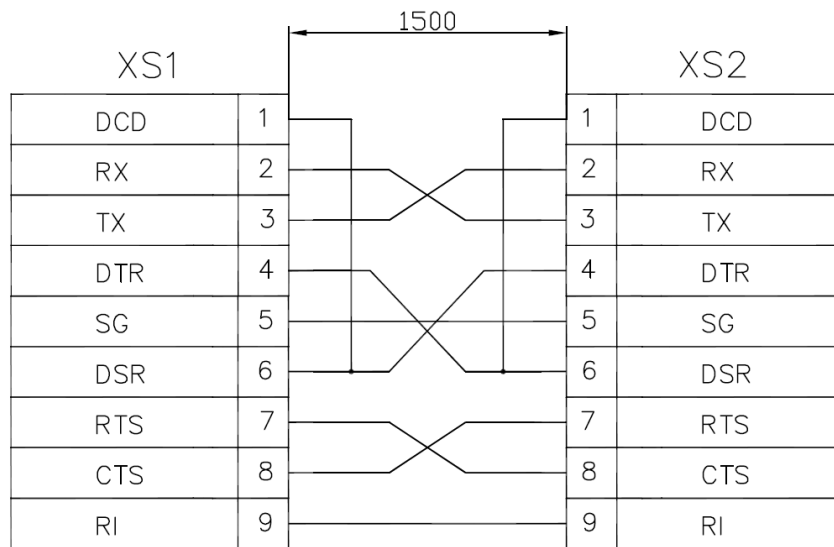 1500
XS1 XS2
DCD 1 1 DCD
RX 2 2 RX
TX 3 3 TX
DTR 4 4 DTR
SG 5 5 SG
DSR 6 6 DSR
RTS 7 7 RTS
CTS 8 8 CTS
RI 9 9 RI